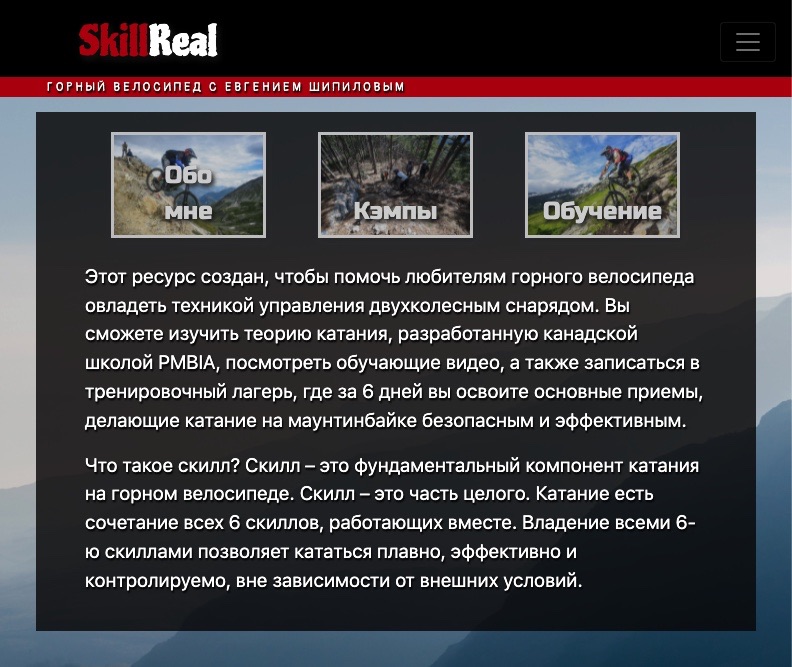 SkillReal
ГОРНЫЙ ВЕЛОСИПЕД С ЕВГЕНИЕМ ШИПИЛОВЫМ
Обо
мне
Кэмпы
Обучение
Этот ресурс создан, чтобы помочь любителям горного велосипеда
овладеть техникой управления двухколесным снарядом. Вы
сможете изучить теорию катания, разработанную канадской
школой PMBIA, посмотреть обучающие видео, а также записаться в
тренировочный лагерь, где за 6 дней вы освоите основные приемы,
делающие катание на маунтинбайке безопасным и эффективным.
Что такое скилл? Скилл – это фундаментальный компонент катания
на горном велосипеде. Скилл – это часть целого. Катание есть
сочетание всех 6 скиллов, работающих вместе. Владение всеми 6-
ю скиллами позволяет кататься плавно, эффективно и
контролируемо, вне зависимости от внешних условий.